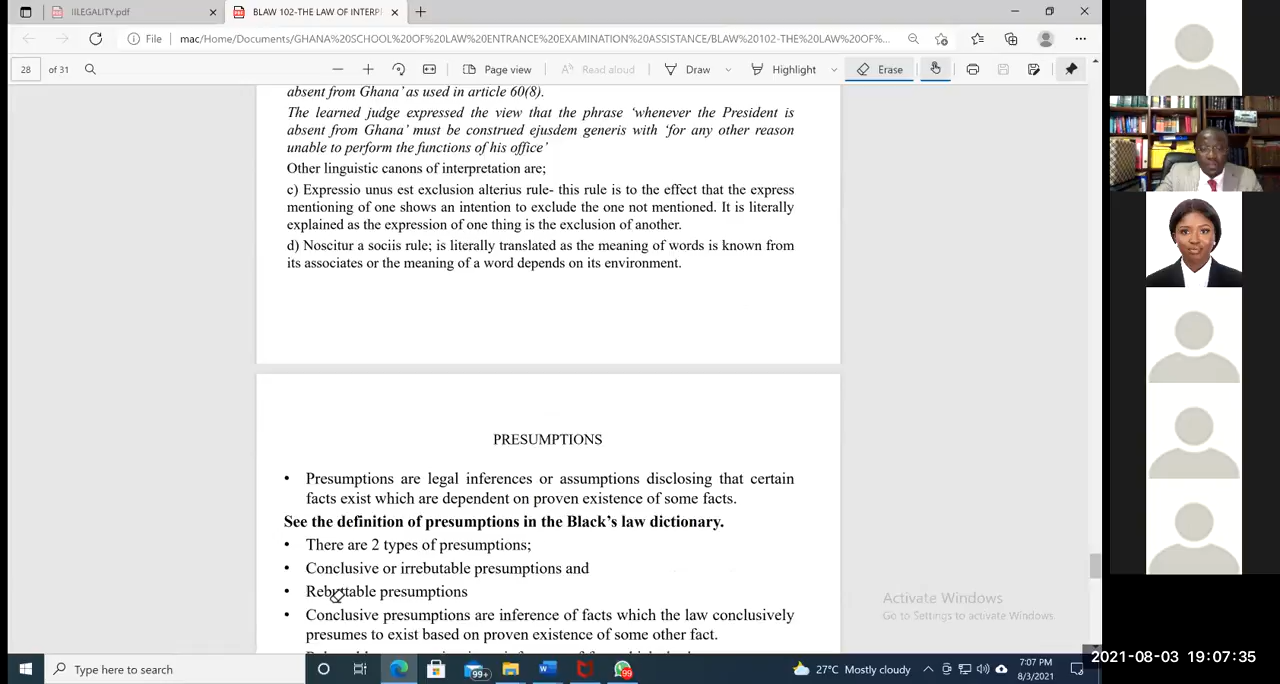 IILEGALITY.pdf
BLAW 102-THE LAW OF INTERPI
File
mac/Home/Documents/GHANA%20SCHOOL%20OF%20LAW%20ENTRANCE%20EXAMINATION%20ASSISTANCE/BLAW%20102-THE%20LAW%20OF%...
28 of 31
Page view
Read aloud
Draw
Highlight
Erase
absent from Ghana' as used in article 60(8).
The learned judge expressed the view that the phrase 'whenever the President is
absent from Ghana' must be construed ejusdem generis with 'for any other reason
unable to perform the functions of his office'
Other linguistic canons of interpretation are;
c) Expressio unus est exclusion alterius rule- this rule is to the effect that the express
mentioning of one shows an intention to exclude the one not mentioned. It is literally
explained as the expression of one thing is the exclusion of another.
d) Noscitur a sociis rule; is literally translated as the meaning of words is known from
its associates or the meaning of a word depends on its environment.
PRESUMPTIONS
• Presumptions are legal inferences or assumptions disclosing that certain
facts exist which are dependent on proven existence of some facts.
See the definition of presumptions in the Black's law dictionary.
• There are 2 types of presumptions;
• Conclusive or irrebutable presumptions and
• Rebuttable presumptions
• Conclusive presumptions are inference of facts which the law conclusively
presumes to exist based on proven existence of some other fact.
Activate Windows
Go to Settings to activate Windows.
Type here to search
99+
99
27°C Mostly cloudy
7:07 PM
8/3/2021
2021-08-03 19:07:35